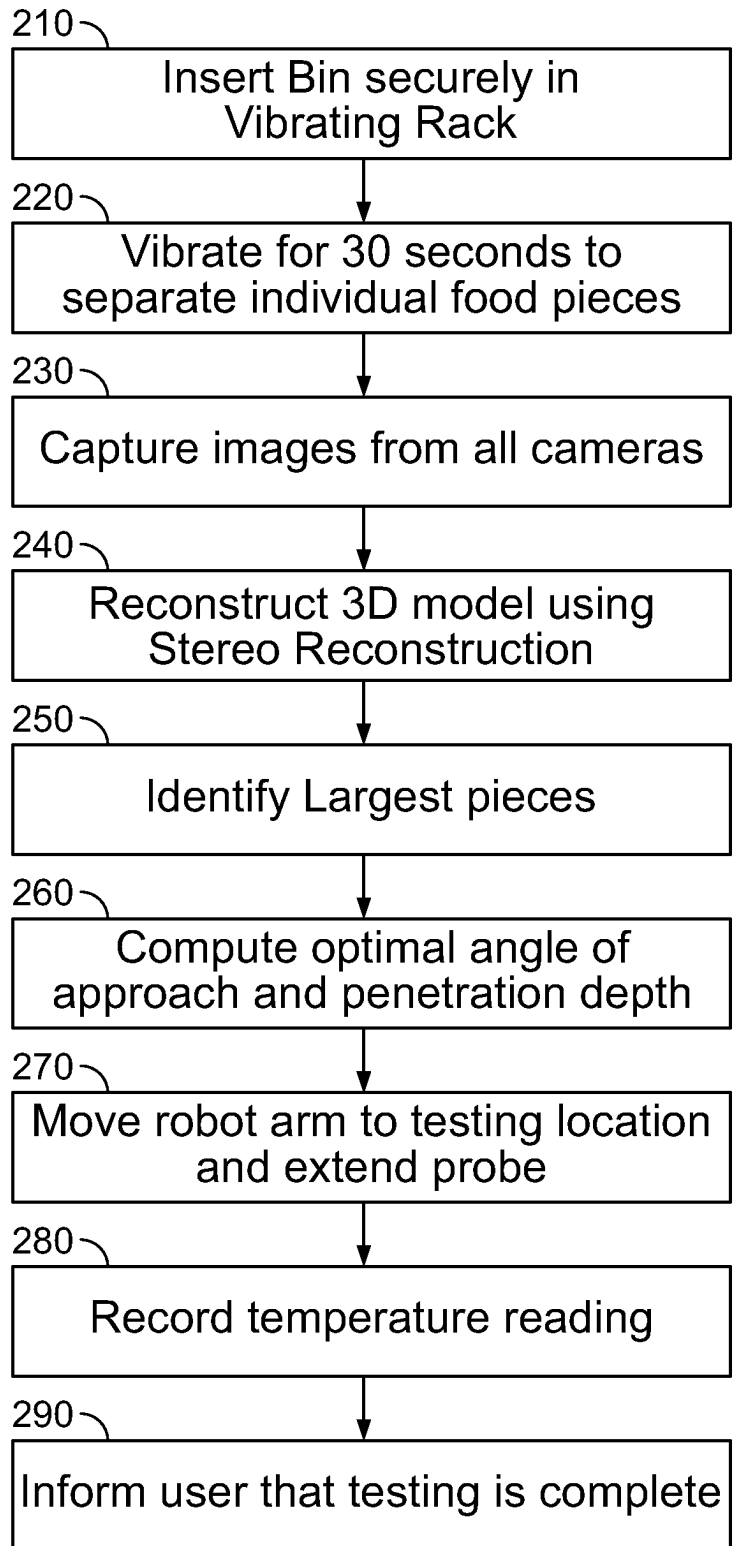 210
Insert Bin securely in
Vibrating Rack
220
Vibrate for 30 seconds to
separate individual food pieces
230
Capture images from all cameras
240
Reconstruct 3D model using
Stereo Reconstruction
250
Identify Largest pieces
260
Compute optimal angle of
approach and penetration depth
270
Move robot arm to testing location
and extend probe
280
Record temperature reading
290
Inform user that testing is complete